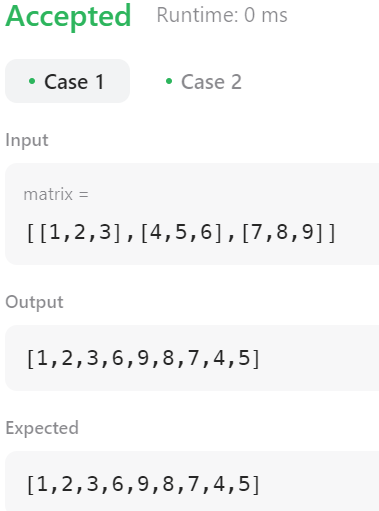 Accepted Runtime: 0 ms
Case 1 Case 2
Input
matrix =
[[1,2,3],[4,5,6],[7,8,9]]
Output
[1,2,3,6,9,8,7,4,5]
Expected
[1,2,3,6,9,8,7,4,5]